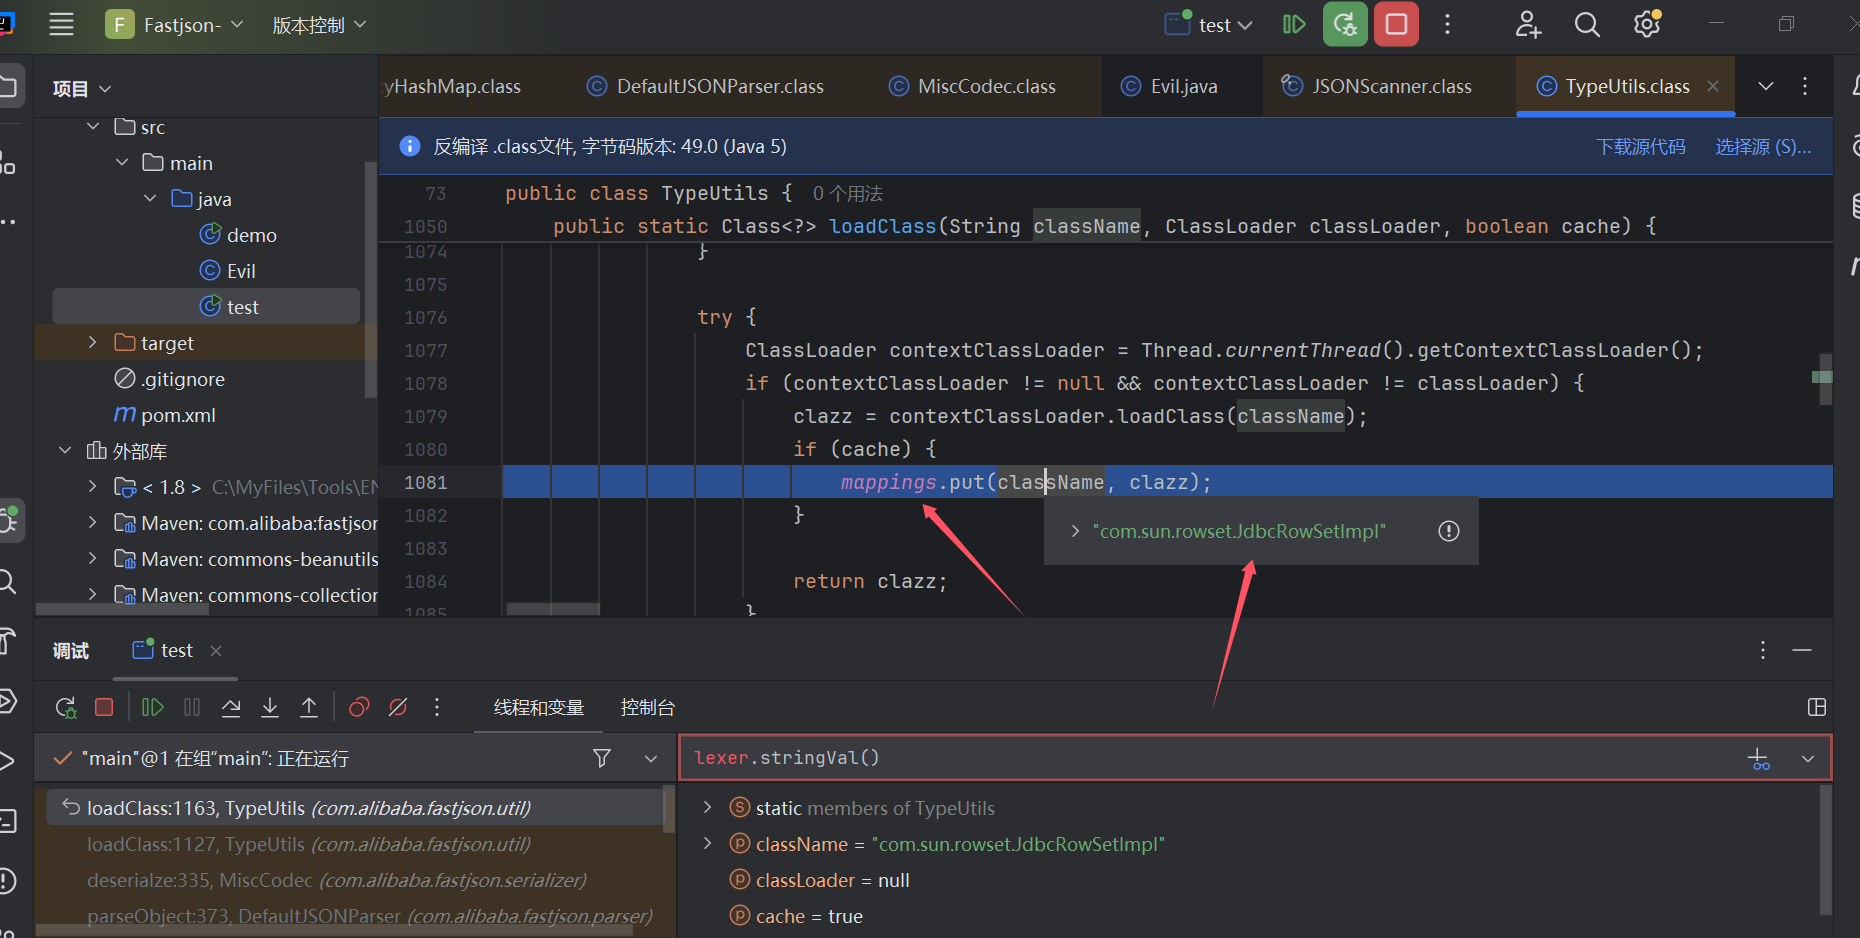 F Fastjson- 版本控制 test
项目
yHashMap.class DefaultJSONParser.class MiscCodec.class Evil.java JSONScanner.class TypeUtils.class
反编译 .class文件, 字节码版本: 49.0 (Java 5) 下载源代码 选择源 (S)...
src
main
java
demo
Evil
test
target
.gitignore
m pom.xml
外部库
< 1.8 > C:\MyFiles\Tools\EN
Maven: com.alibaba:fastjson
Maven: commons-beanutils
Maven: commons-collection
73 public class TypeUtils { 0 个用法
1050 public static Class<?> loadClass(String className, ClassLoader classLoader, boolean cache) {
1074 }
1075
1076 try {
1077 ClassLoader contextClassLoader = Thread.currentThread().getContextClassLoader();
1078 if (contextClassLoader != null && contextClassLoader != classLoader) {
1079 clazz = contextClassLoader.loadClass(className);
1080 if (cache) {
1081 mappings.put(className, clazz);
1082 }
"com.sun.rowset.JdbcRowSetImpl"
1083
1084 return clazz;
1085 }
调试 test
线程和变量 控制台
"main"@1 在组“main”: 正在运行
lexer.stringVal()
loadClass:1163, TypeUtils (com.alibaba.fastjson.util)
loadClass:1127, TypeUtils (com.alibaba.fastjson.util)
deserialze:335, MiscCodec (com.alibaba.fastjson.serializer)
parseObject:373, DefaultJSONParser (com.alibaba.fastjson.parser)
static members of TypeUtils
className = "com.sun.rowset.JdbcRowSetImpl"
classLoader = null
cache = true